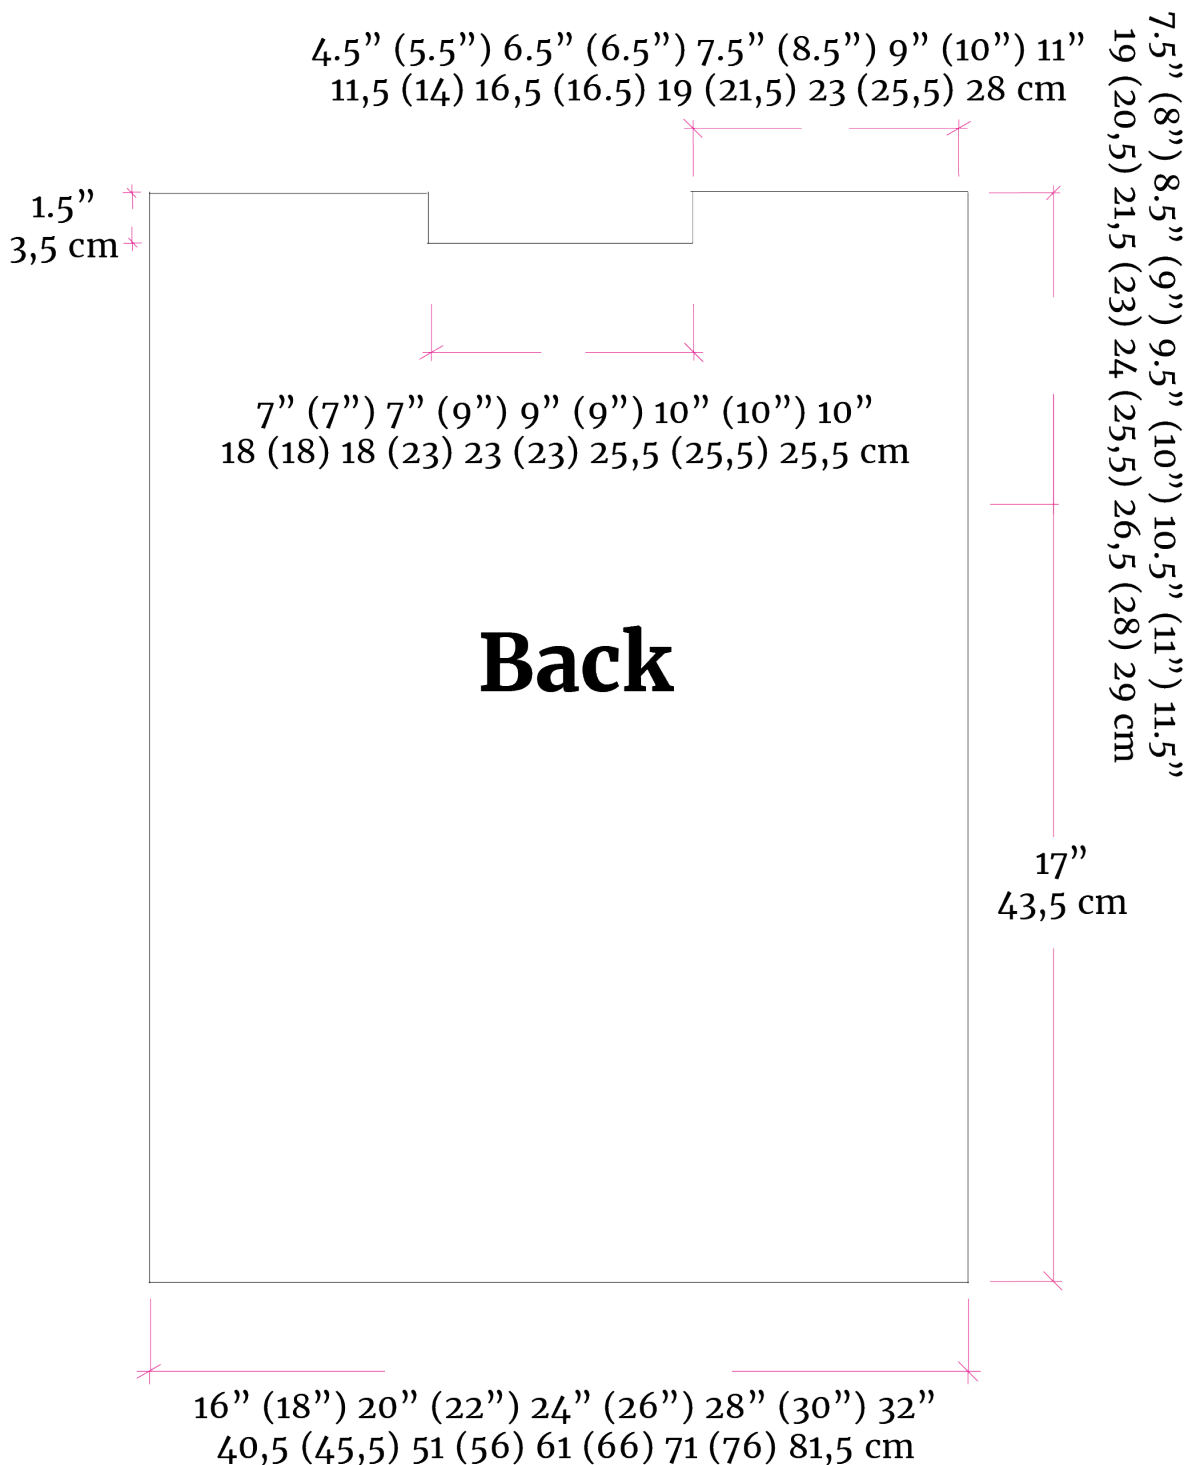 4.5” (5.5”) 6.5” (6.5”) 7.5” (8.5”) 9” (10”) 11”
11,5 (14) 16,5 (16.5) 19 (21,5) 23 (25,5) 28 cm
7.5” (8”) 8.5” (9”) 9.5” (10”) 10.5” (11”) 11.5”
19 (20,5) 21,5 (23) 24 (25,5) 26,5 (28) 29 cm
1.5”
3,5 cm
7” (7”) 7” (9”) 9” (9”) 10” (10”) 10”
18 (18) 18 (23) 23 (23) 25,5 (25,5) 25,5 cm
Back
17”
43,5 cm
16” (18”) 20” (22”) 24” (26”) 28” (30”) 32”
40,5 (45,5) 51 (56) 61 (66) 71 (76) 81,5 cm